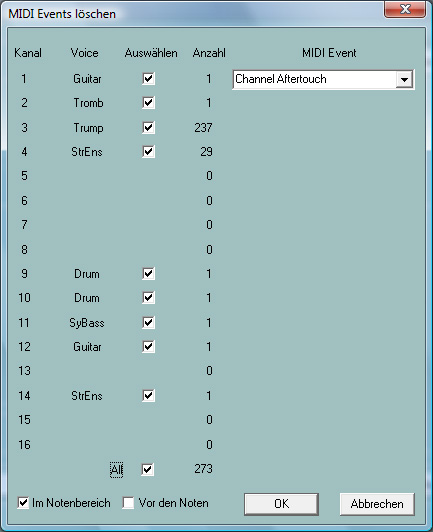 MIDI Events löschen
Kanal Voice Auswählen Anzahl MIDI Event
1 Guitar 1 Channel Aftertouch
2 Tromb 1
3 Trump 237
4 StrEns 29
5 0
6 0
7 0
8 0
9 Drum 1
10 Drum 1
11 SyBass 1
12 Guitar 1
13 0
14 StrEns 1
15 0
16 0
All 273
Im Notenbereich Vor den Noten OK Abbrechen